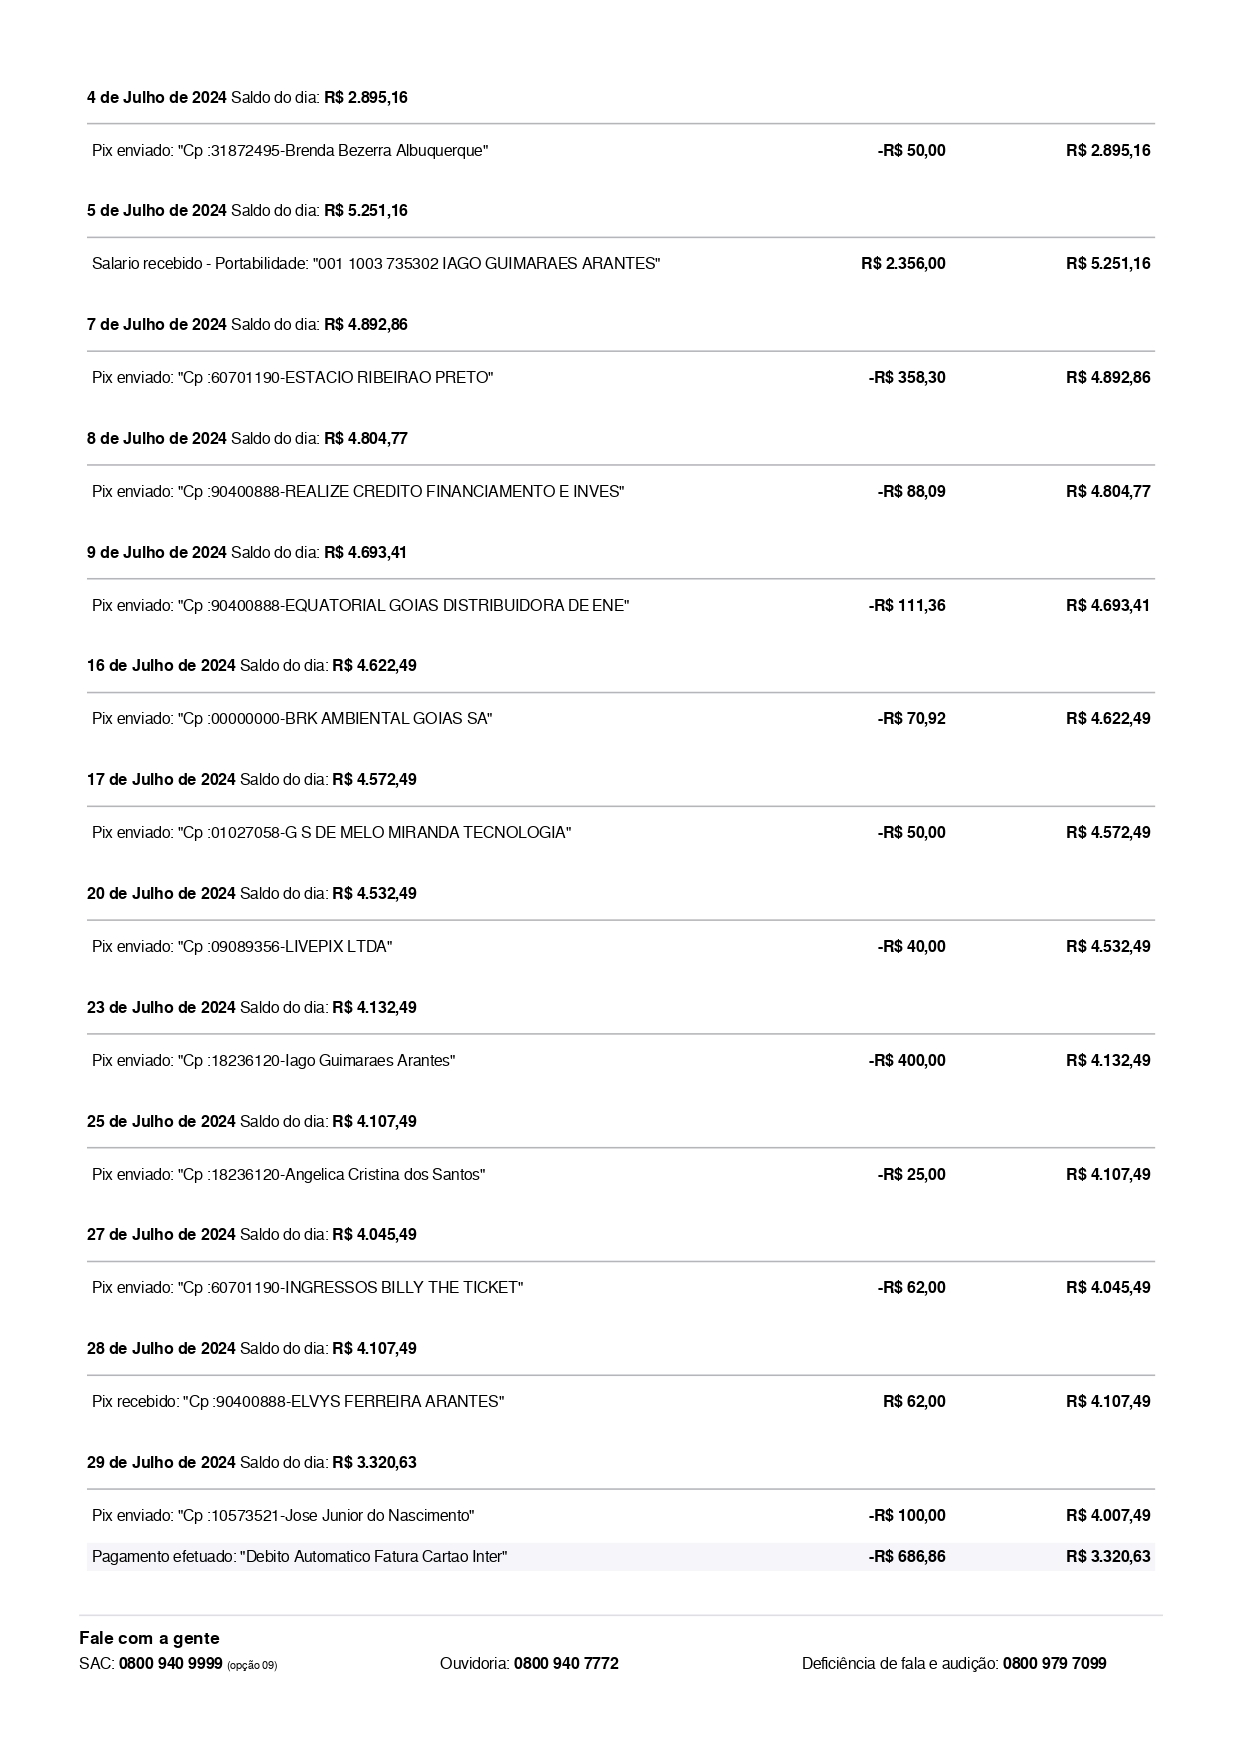 4 de Julho de 2024 Saldo do dia: R$ 2.895,16
Pix enviado: "Cp :31872495-Brenda Bezerra Albuquerque" -R$ 50,00 R$ 2.895,16
5 de Julho de 2024 Saldo do dia: R$ 5.251,16
Salario recebido - Portabilidade: "001 1003 735302 IAGO GUIMARAES ARANTES" R$ 2.356,00 R$ 5.251,16
7 de Julho de 2024 Saldo do dia: R$ 4.892,86
Pix enviado: "Cp :60701190-ESTACIO RIBEIRAO PRETO" -R$ 358,30 R$ 4.892,86
8 de Julho de 2024 Saldo do dia: R$ 4.804,77
Pix enviado: "Cp :90400888-REALIZE CREDITO FINANCIAMENTO E INVES" -R$ 88,09 R$ 4.804,77
9 de Julho de 2024 Saldo do dia: R$ 4.693,41
Pix enviado: "Cp :90400888-EQUATORIAL GOIAS DISTRIBUIDORA DE ENE" -R$ 111,36 R$ 4.693,41
16 de Julho de 2024 Saldo do dia: R$ 4.622,49
Pix enviado: "Cp :00000000-BRK AMBIENTAL GOIAS SA" -R$ 70,92 R$ 4.622,49
17 de Julho de 2024 Saldo do dia: R$ 4.572,49
Pix enviado: "Cp :01027058-G S DE MELO MIRANDA TECNOLOGIA" -R$ 50,00 R$ 4.572,49
20 de Julho de 2024 Saldo do dia: R$ 4.532,49
Pix enviado: "Cp :09089356-LIVEPIX LTDA" -R$ 40,00 R$ 4.532,49
23 de Julho de 2024 Saldo do dia: R$ 4.132,49
Pix enviado: "Cp :18236120-Iago Guimaraes Arantes" -R$ 400,00 R$ 4.132,49
25 de Julho de 2024 Saldo do dia: R$ 4.107,49
Pix enviado: "Cp :18236120-Angelica Cristina dos Santos" -R$ 25,00 R$ 4.107,49
27 de Julho de 2024 Saldo do dia: R$ 4.045,49
Pix enviado: "Cp :60701190-INGRESSOS BILLY THE TICKET" -R$ 62,00 R$ 4.045,49
28 de Julho de 2024 Saldo do dia: R$ 4.107,49
Pix recebido: "Cp :90400888-ELVYS FERREIRA ARANTES" R$ 62,00 R$ 4.107,49
29 de Julho de 2024 Saldo do dia: R$ 3.320,63
Pix enviado: "Cp :10573521-Jose Junior do Nascimento" -R$ 100,00 R$ 4.007,49
Pagamento efetuado: "Debito Automatico Fatura Cartao Inter" -R$ 686,86 R$ 3.320,63
Fale com a gente
SAC: 0800 940 9999 (opção 09) Ouvidoria: 0800 940 7772 Deficiência de fala e audição: 0800 979 7099